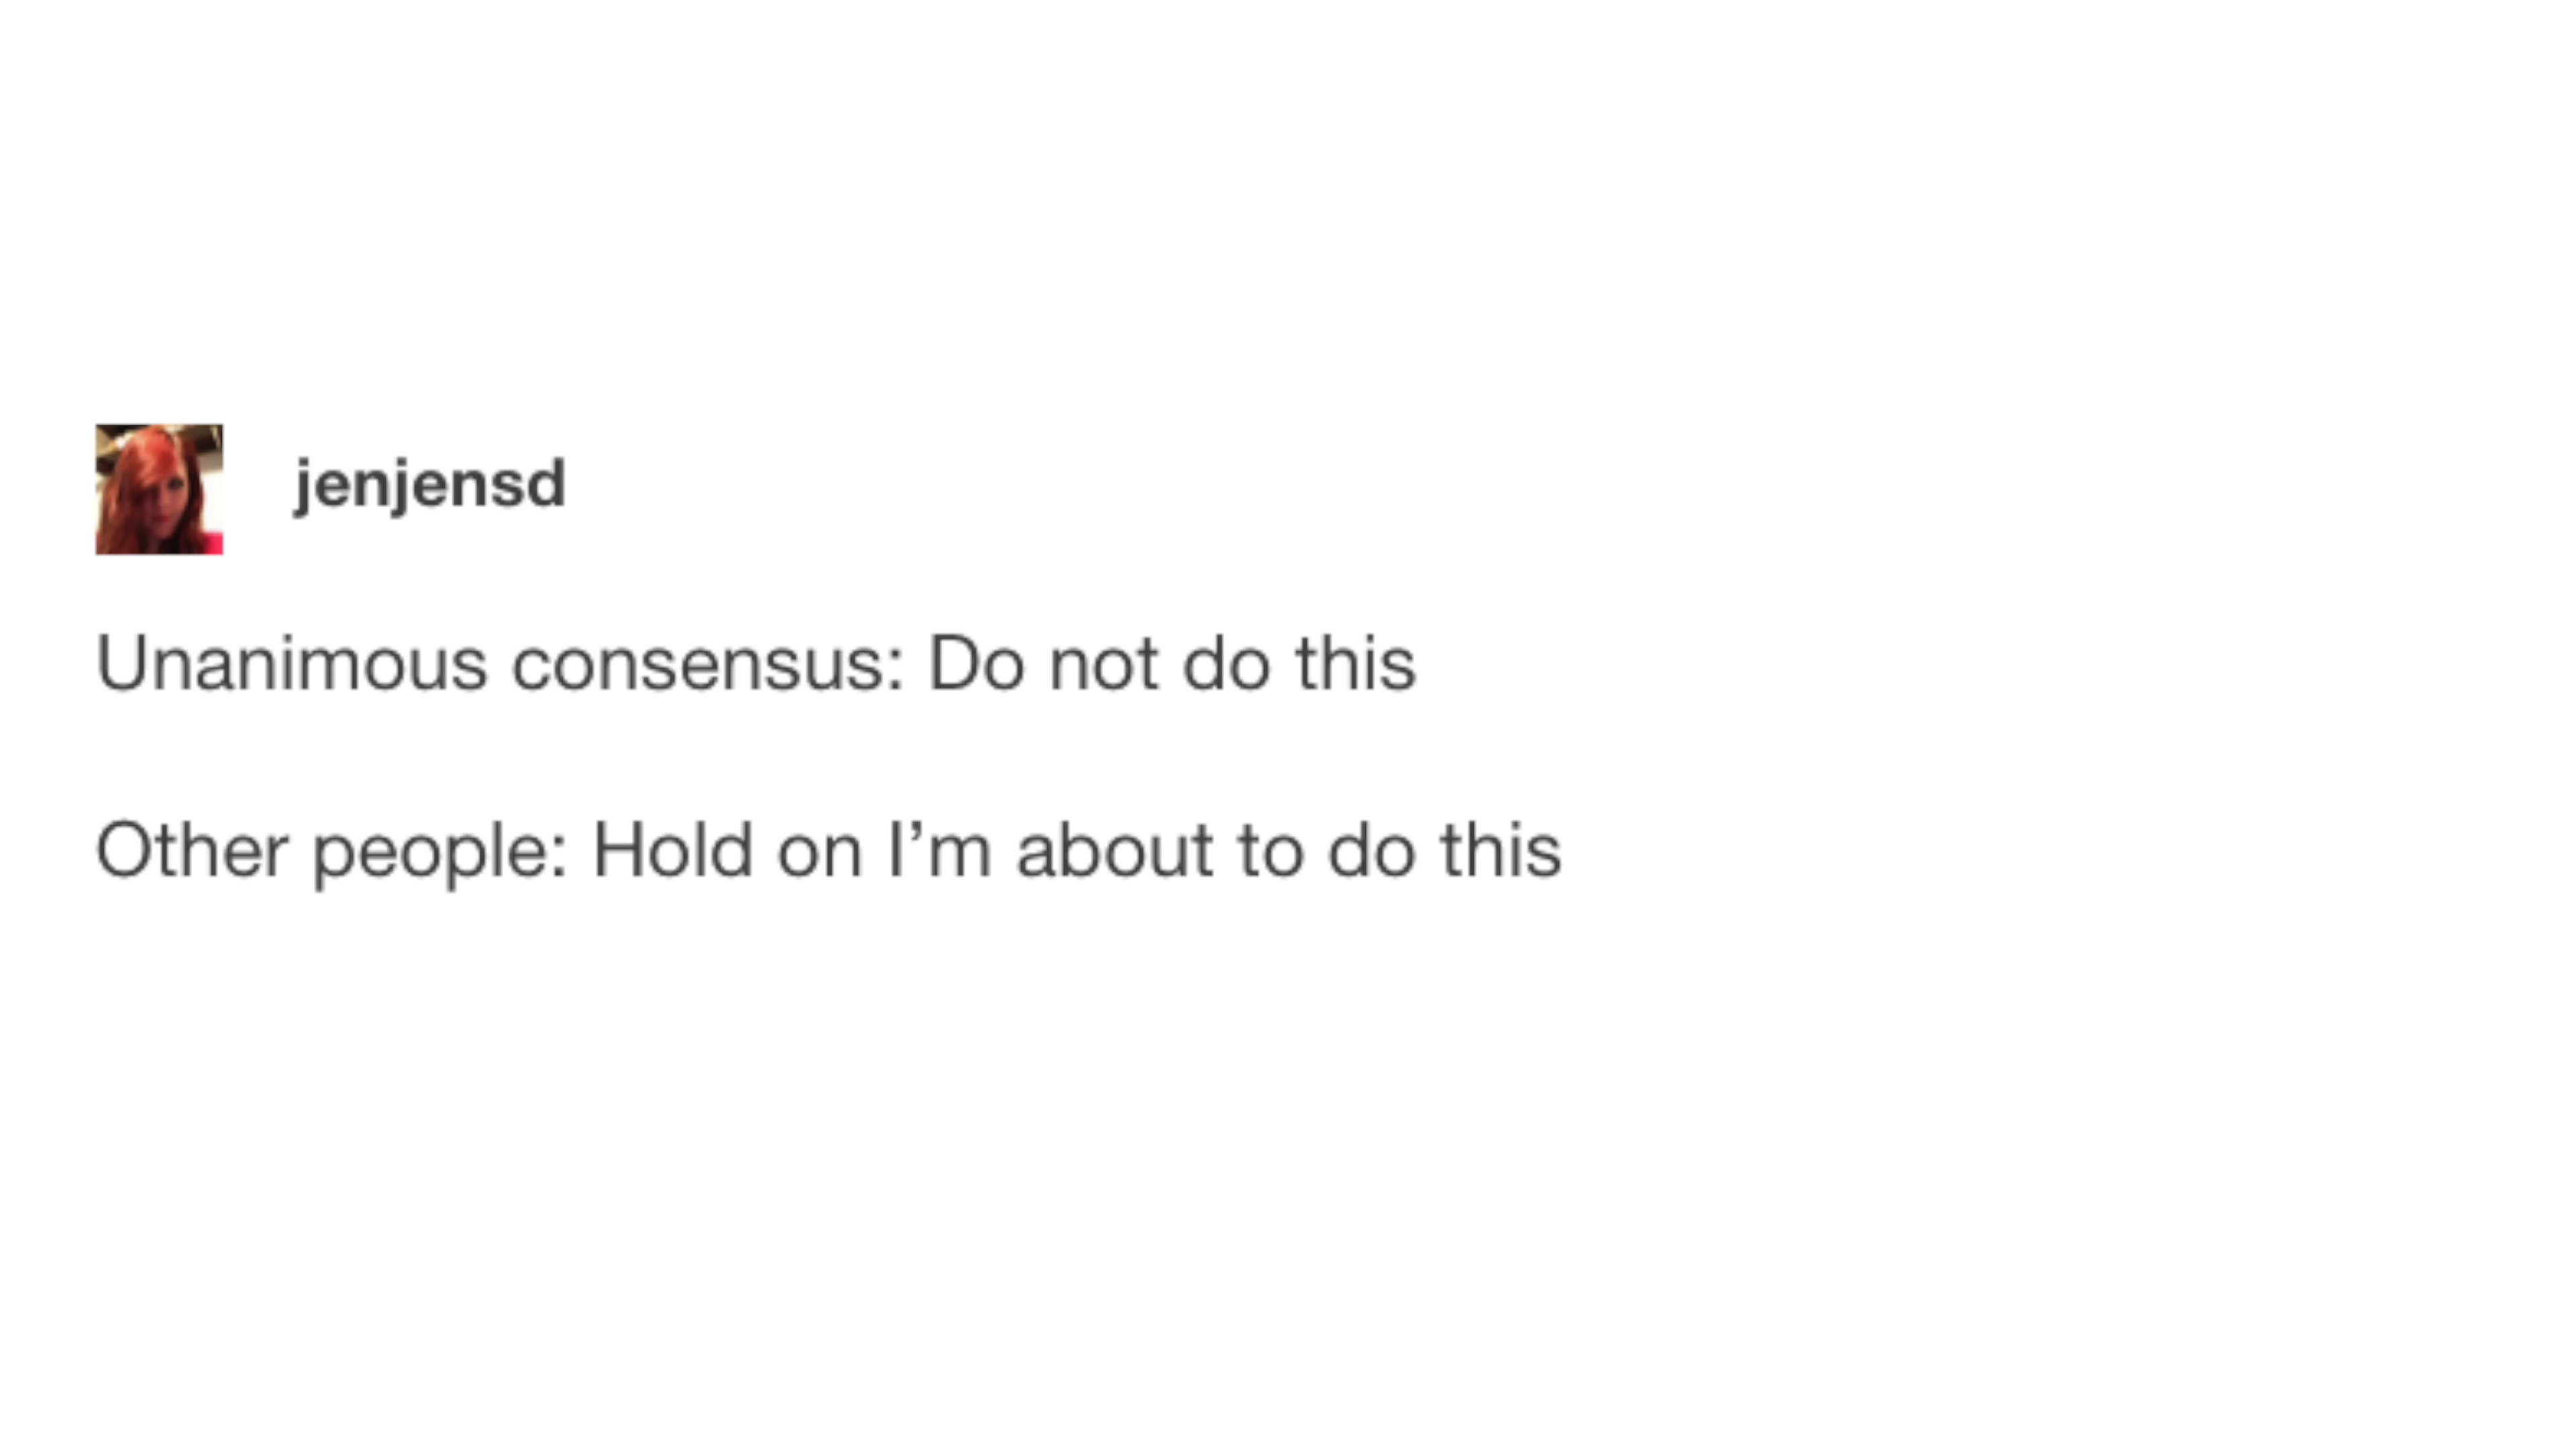 jenjensd
Unanimous consensus: Do not do this
Other people: Hold on I’m about to do this